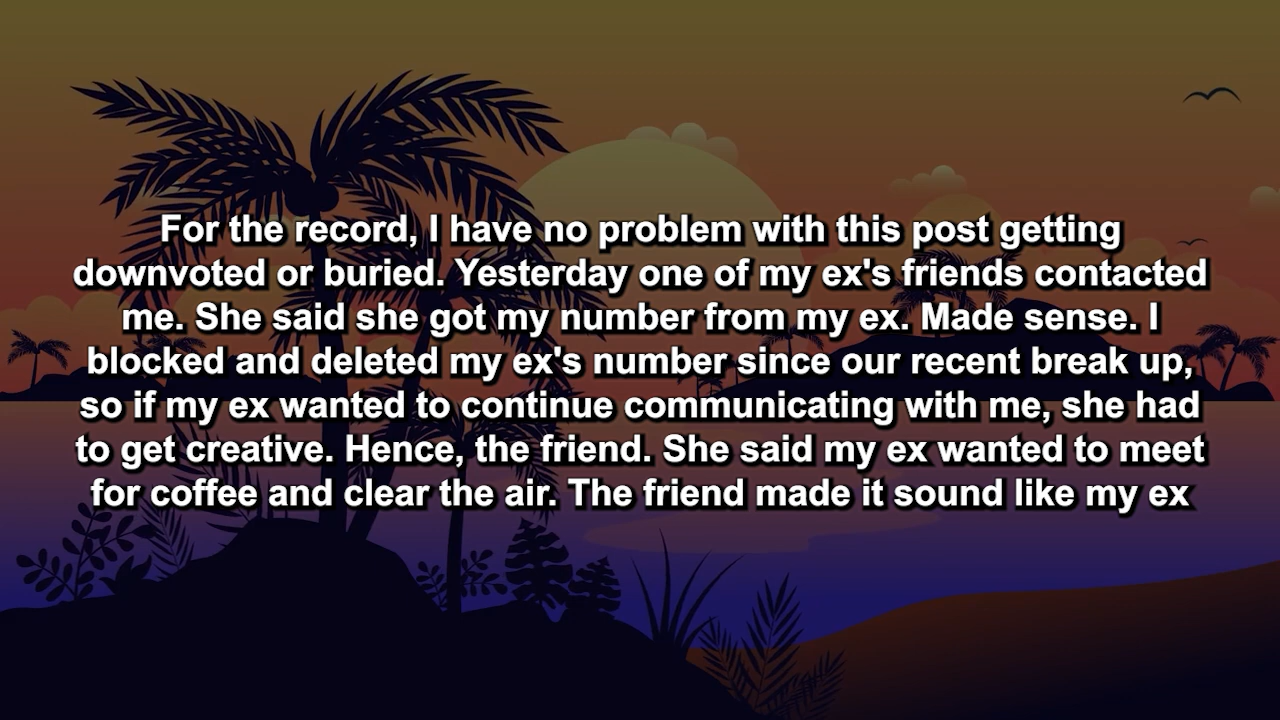 For the record, I have no problem with this post getting
downvoted or buried. Yesterday one of my ex's friends contacted
me. She said she got my number from my ex. Made sense. I
blocked and deleted my ex's number since our recent break up,
so if my ex wanted to continue communicating with me, she had
to get creative. Hence, the friend. She said my ex wanted to meet
for coffee and clear the air. The friend made it sound like my ex